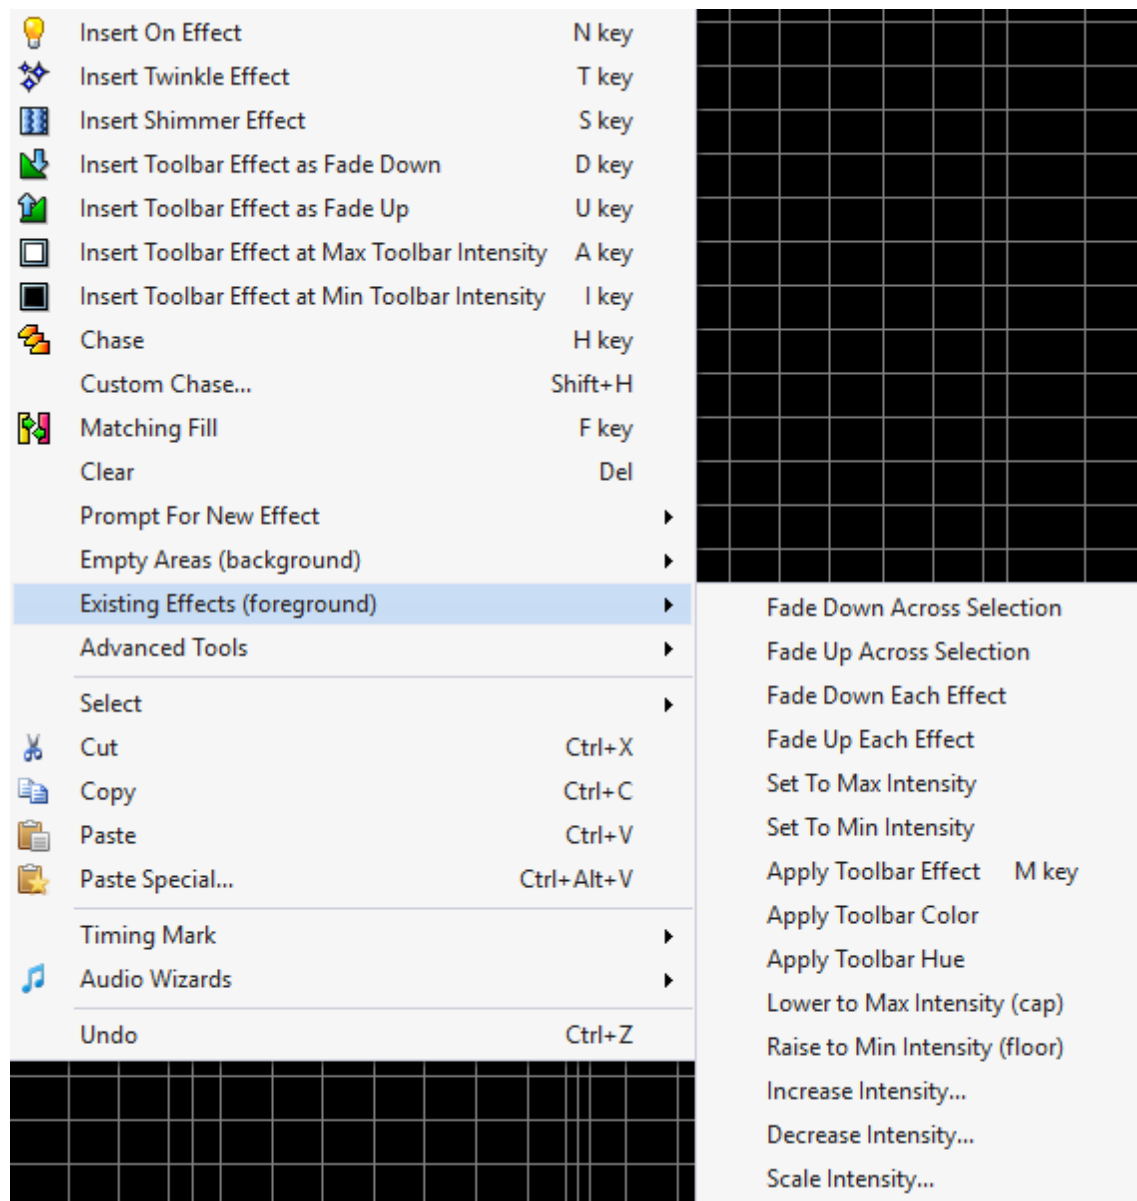 Insert On Effect N key
Insert Twinkle Effect T key
Insert Shimmer Effect S key
Insert Toolbar Effect as Fade Down D key
Insert Toolbar Effect as Fade Up U key
Insert Toolbar Effect at Max Toolbar Intensity A key
Insert Toolbar Effect at Min Toolbar Intensity I key
Chase H key
Custom Chase... Shift+H
Matching Fill F key
Clear Del
Prompt For New Effect
Empty Areas (background)
Existing Effects (foreground)
Advanced Tools
Select
Cut Ctrl+X
Copy Ctrl+C
Paste Ctrl+V
Paste Special... Ctrl+Alt+V
Timing Mark
Audio Wizards
Undo Ctrl+Z
Fade Down Across Selection
Fade Up Across Selection
Fade Down Each Effect
Fade Up Each Effect
Set To Max Intensity
Set To Min Intensity
Apply Toolbar Effect M key
Apply Toolbar Color
Apply Toolbar Hue
Lower to Max Intensity (cap)
Raise to Min Intensity (floor)
Increase Intensity...
Decrease Intensity...
Scale Intensity...